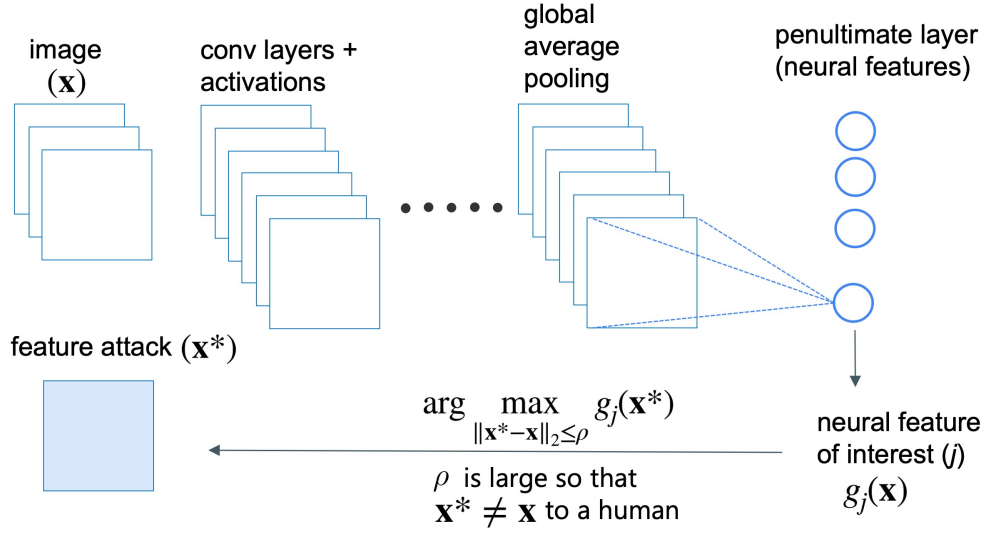 image
(x)
conv layers +
activations
global
average
pooling
penultimate layer
(neural features)
feature attack (x*)
arg max g_j(x*)
‖x*−x‖₂≤ρ
ρ is large so that
x* ≠ x to a human
neural feature
of interest (j)
g_j(x)